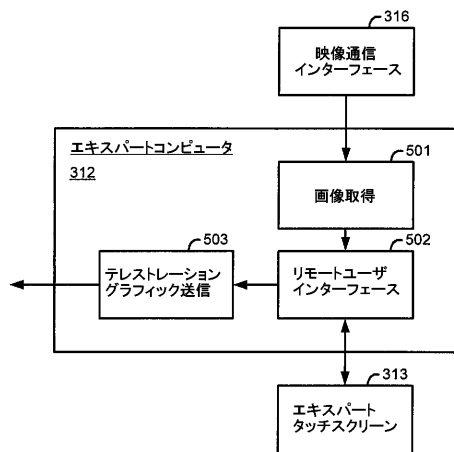 316
映像通信
インターフェース
エキスパートコンピュータ
312
501
画像取得
503
テレストレーション
グラフィック送信
502
リモートユーザ
インターフェース
313
エキスパート
タッチスクリーン